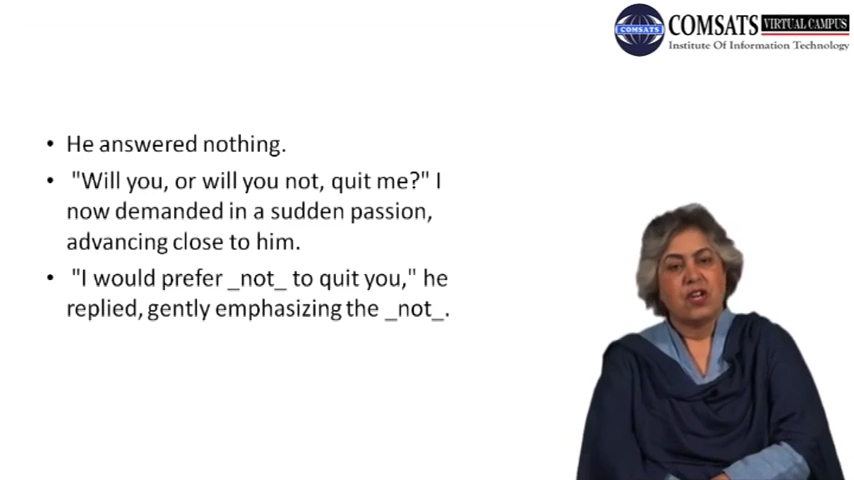 COMSATS
COMSATS VIRTUAL CAMPUS
Institute Of Information Technology
• He answered nothing.
• "Will you, or will you not, quit me?" I
now demanded in a sudden passion,
advancing close to him.
• "I would prefer _not_ to quit you," he
replied, gently emphasizing the _not_.